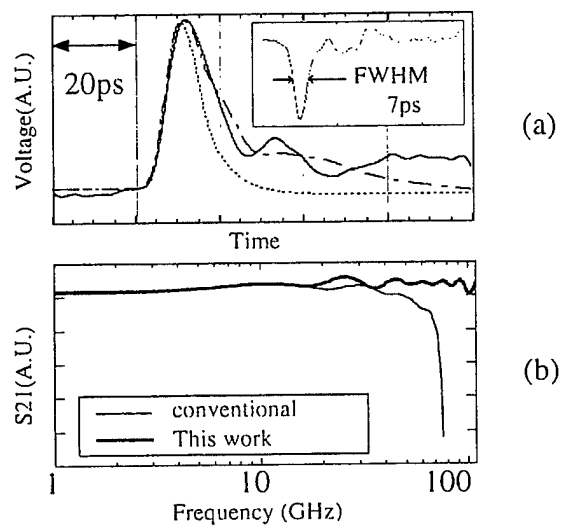 Voltage(A.U.)
20ps
FWHM
7ps
(a)
Time
S21(A.U.)
conventional
This work
(b)
1
10
100
Frequency (GHz)